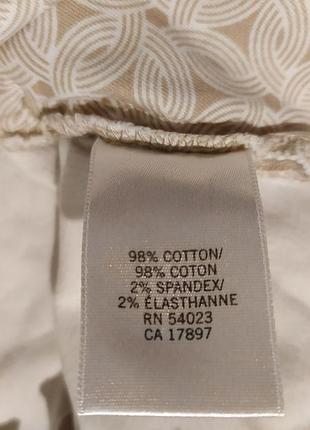 98% COTTON/
98% COTON
2% SPANDEX/
2% ÉLASTHANNE
RN 54023
CA 17897